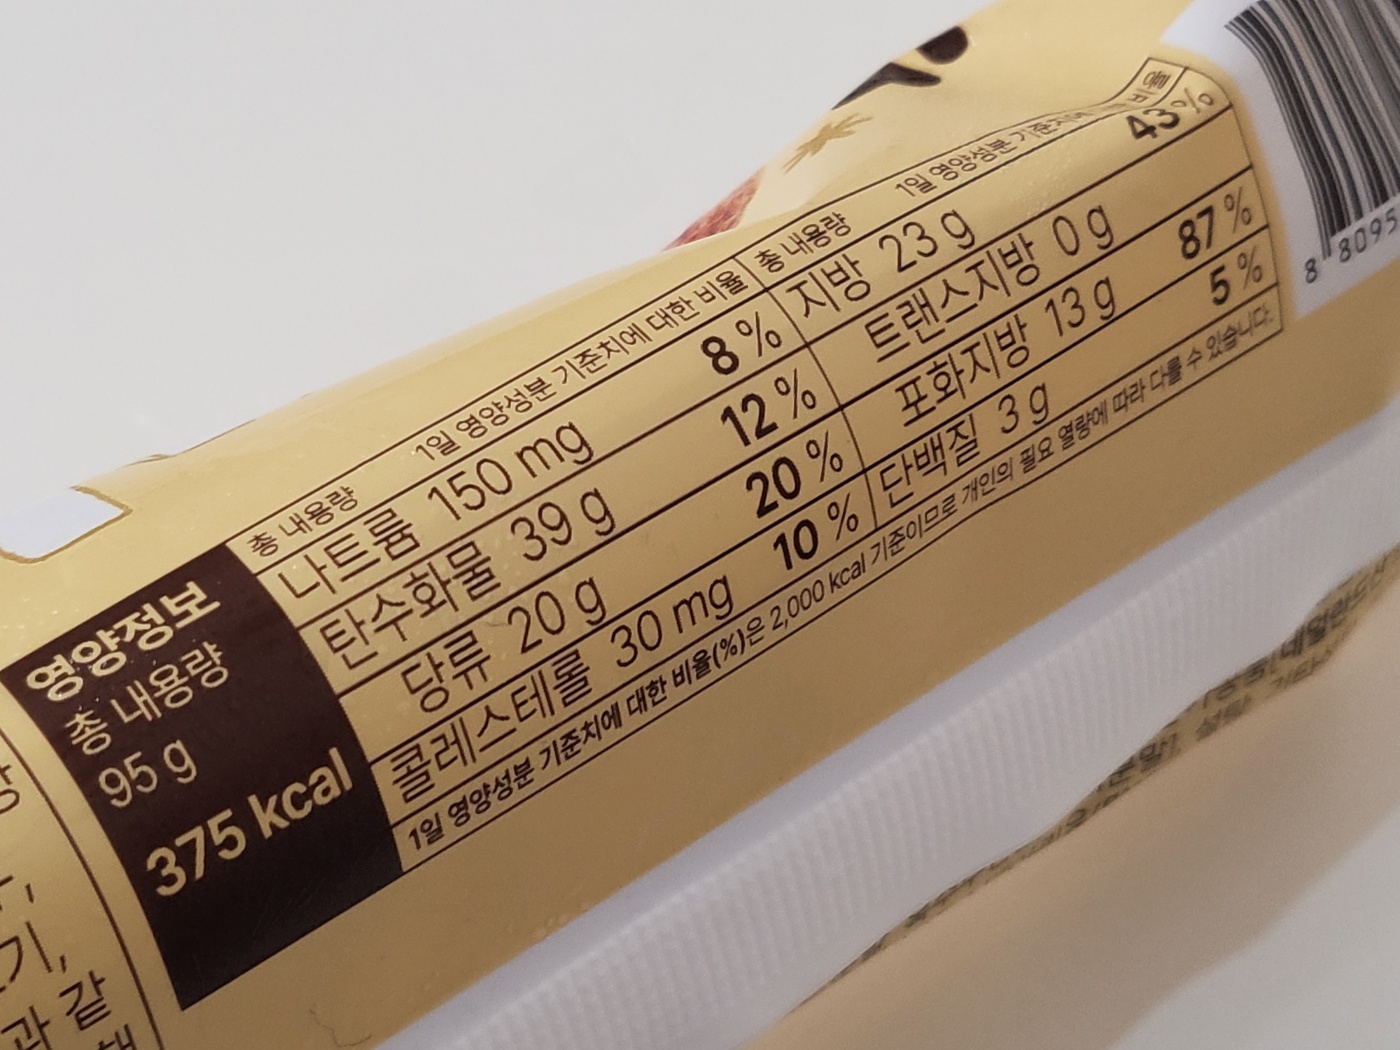 영양정보
총 내용량
95 g
375 kcal
총 내용량 1일 영양성분 기준치에 대한 비율
나트륨 150 mg 8 %
탄수화물 39 g 12 %
당류 20 g 20 %
콜레스테롤 30 mg 10 %
총 내용량 1일 영양성분 기준치에
지방 23 g 43 %
트랜스지방 0 g
포화지방 13 g 87 %
단백질 3 g 5 %
1일 영양성분 기준치에 대한 비율(%)은 2,000 kcal 기준이므로 개인의 필요 열량에 따라 다를 수 있습니다.
8 8095